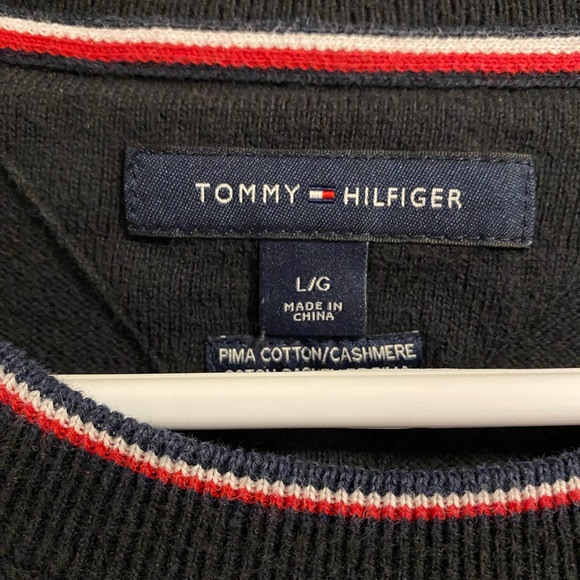 TOMMY HILFIGER
L/G
MADE IN
CHINA
PIMA COTTON/CASHMERE